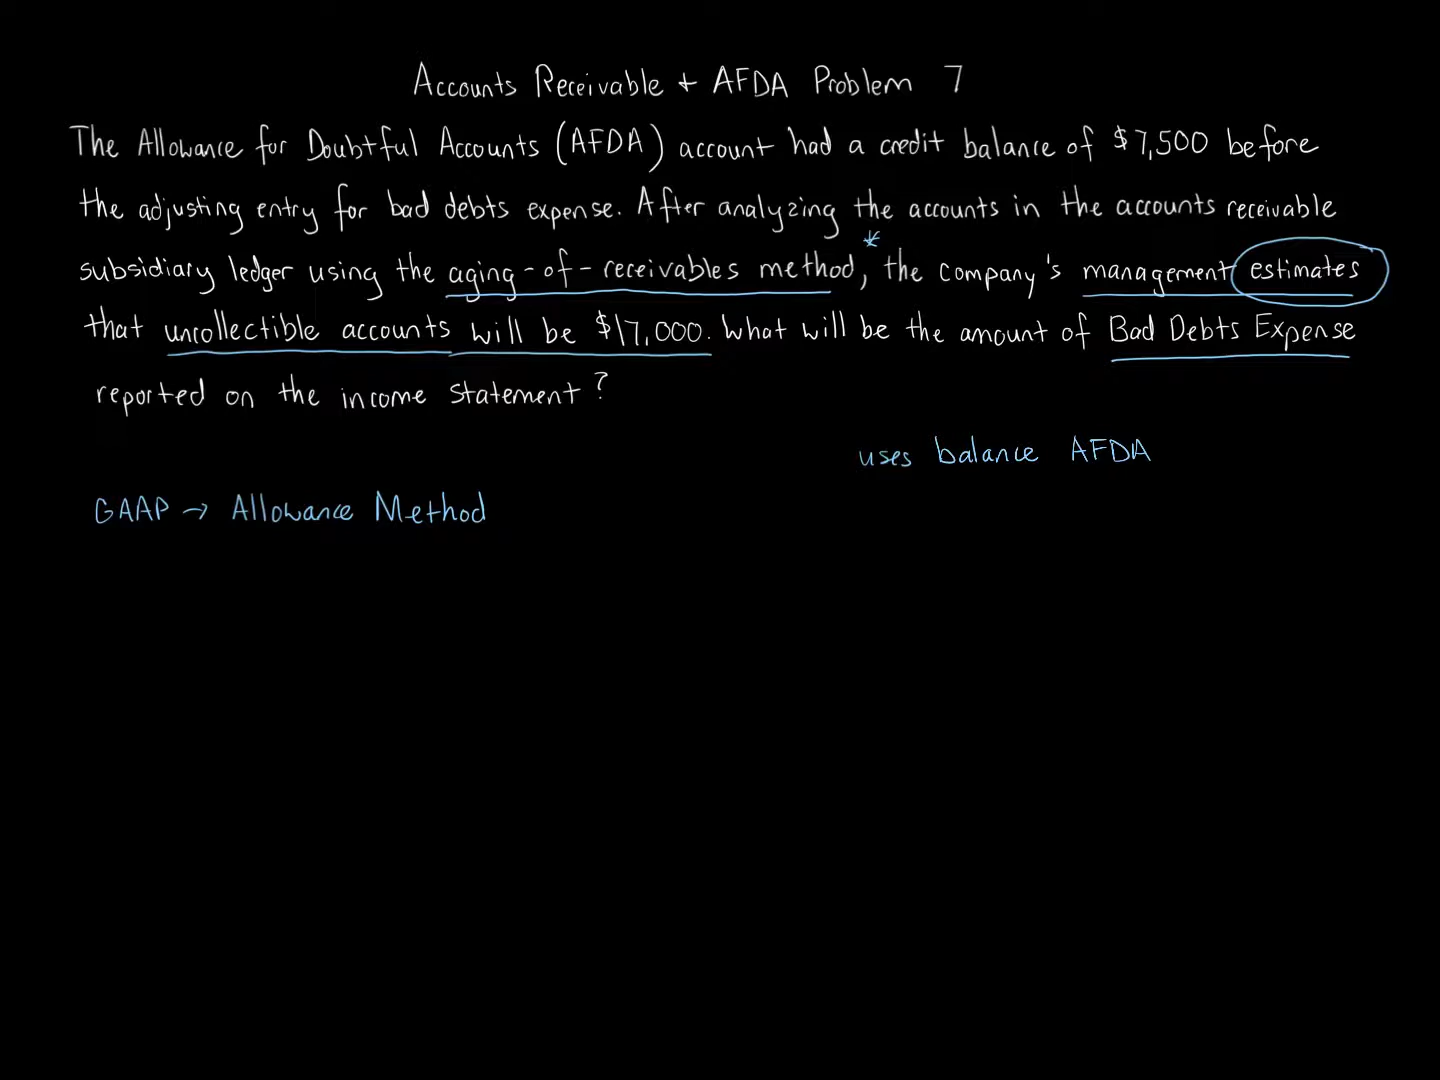 Accounts Receivable + AFDA Problem 7
The Allowance for Doubtful Accounts (AFDA) account had a credit balance of $7,500 before
the adjusting entry for bad debts expense. After analyzing the accounts in the accounts receivable
subsidiary ledger using the aging-of-receivables method*, the company's management estimates
that uncollectible accounts will be $17,000. What will be the amount of Bad Debts Expense
reported on the income statement?
uses balance AFDA
GAAP → Allowance Method